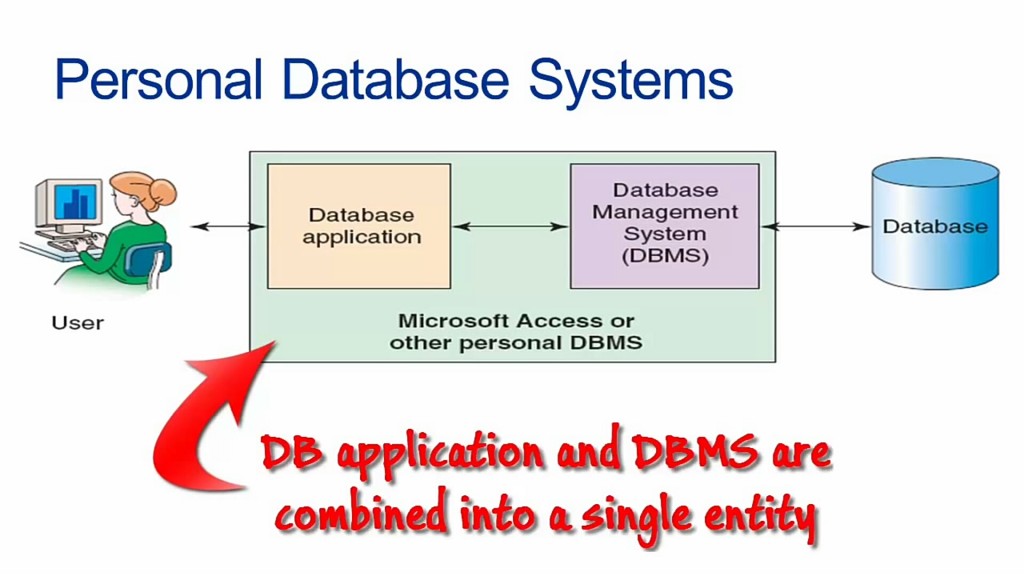 Personal Database Systems
Database
application
Database
Management
System
(DBMS)
Database
User
Microsoft Access or
other personal DBMS
DB application and DBMS are
combined into a single entity